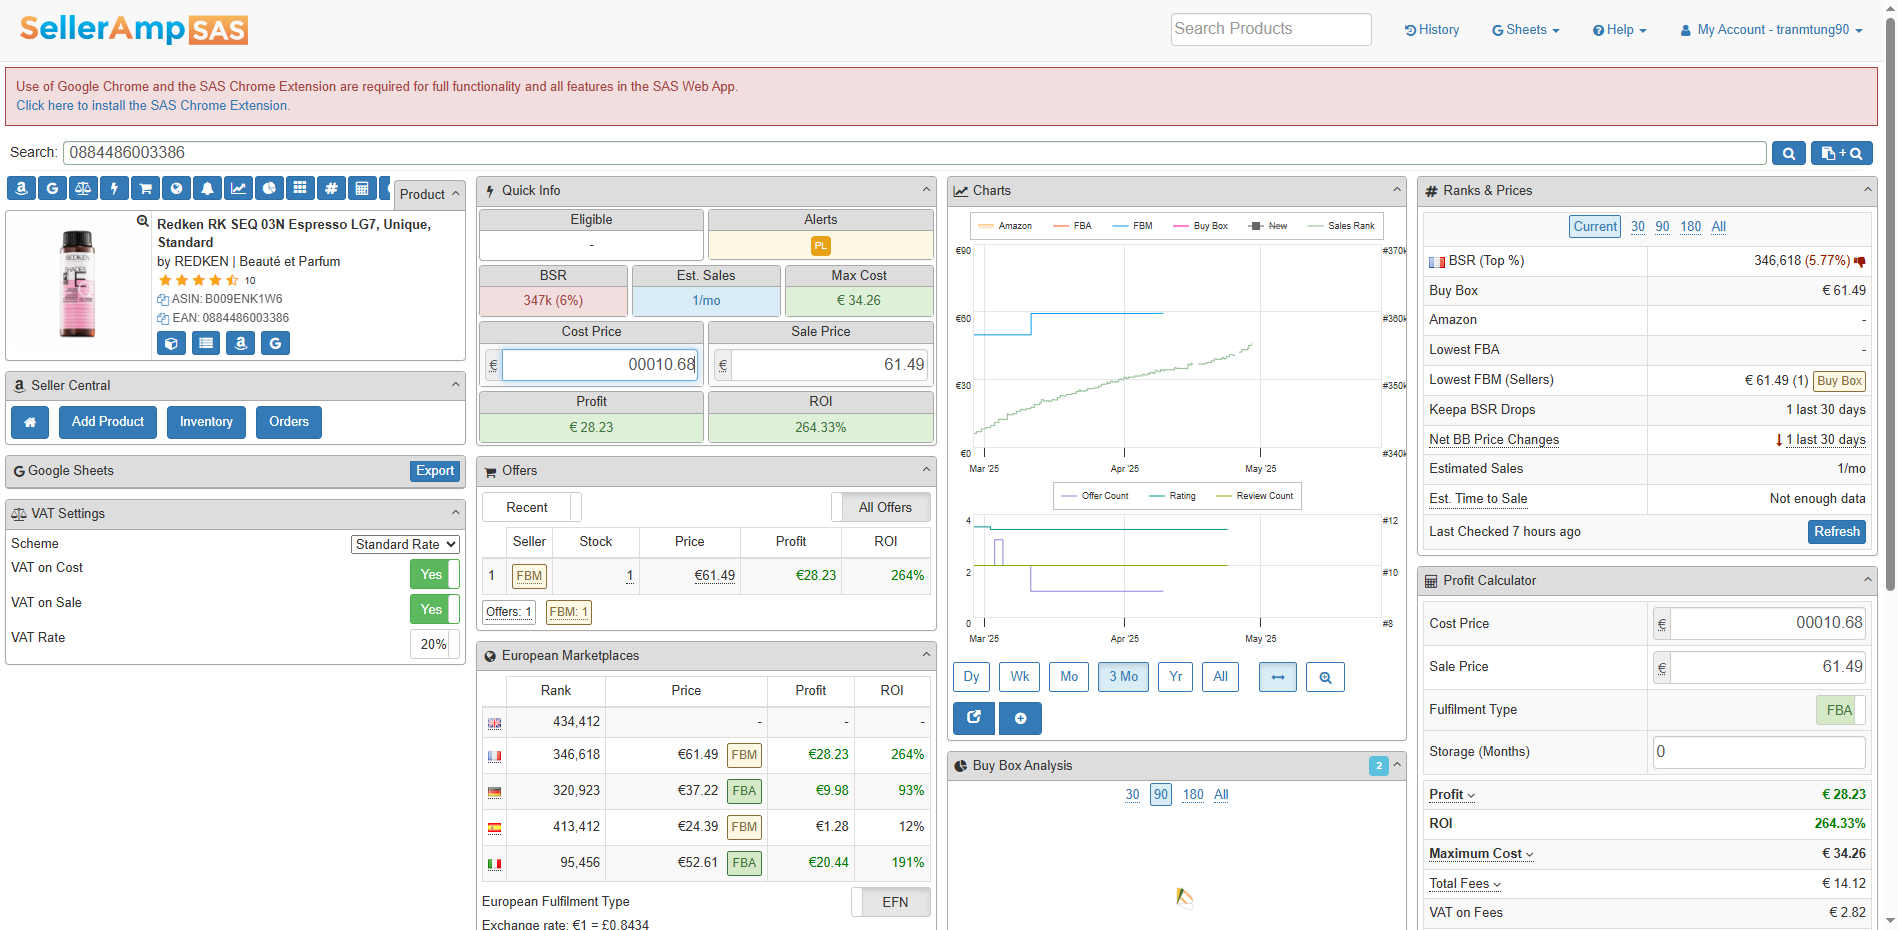 SellerAmp SAS
Search Products
History
Sheets
Help
My Account - tranmtung90
Use of Google Chrome and the SAS Chrome Extension are required for full functionality and all features in the SAS Web App.
Click here to install the SAS Chrome Extension.
Search: 0884486003386
Product
Redken RK SEQ 03N Espresso LG7, Unique,
Standard
by REDKEN | Beauté et Parfum
10
ASIN: B009ENK1W6
EAN: 0884486003386
Seller Central
Add Product Inventory Orders
Google Sheets Export
VAT Settings
Scheme Standard Rate
VAT on Cost Yes
VAT on Sale Yes
VAT Rate 20%
Quick Info
Eligible Alerts
- PL
BSR Est. Sales Max Cost
347k (6%) 1/mo € 34.26
Cost Price Sale Price
€ 00010.68 € 61.49
Profit ROI
€ 28.23 264.33%
Offers
Recent All Offers
Seller Stock Price Profit ROI
1 FBM 1 €61.49 €28.23 264%
Offers: 1 FBM: 1
European Marketplaces
Rank Price Profit ROI
434,412 - - -
346,618 €61.49 FBM €28.23 264%
320,923 €37.22 FBA €9.98 93%
413,412 €24.39 FBM €1.28 12%
95,456 €52.61 FBA €20.44 191%
European Fulfilment Type EFN
Exchange rate: €1 = £0.8434
Charts
Amazon FBA FBM Buy Box New Sales Rank
€90 #370k
€60 #360k
€30 #350k
€0 #340k
Mar '25 Apr '25 May '25
Offer Count Rating Review Count
4 #12
2 #10
0 #8
Mar '25 Apr '25 May '25
Dy Wk Mo 3 Mo Yr All
Buy Box Analysis 2
30 90 180 All
Ranks & Prices
Current 30 90 180 All
BSR (Top %) 346,618 (5.77%)
Buy Box € 61.49
Amazon -
Lowest FBA -
Lowest FBM (Sellers) € 61.49 (1) Buy Box
Keepa BSR Drops 1 last 30 days
Net BB Price Changes 1 last 30 days
Estimated Sales 1/mo
Est. Time to Sale Not enough data
Last Checked 7 hours ago Refresh
Profit Calculator
Cost Price € 00010.68
Sale Price € 61.49
Fulfilment Type FBA
Storage (Months) 0
Profit € 28.23
ROI 264.33%
Maximum Cost € 34.26
Total Fees € 14.12
VAT on Fees € 2.82